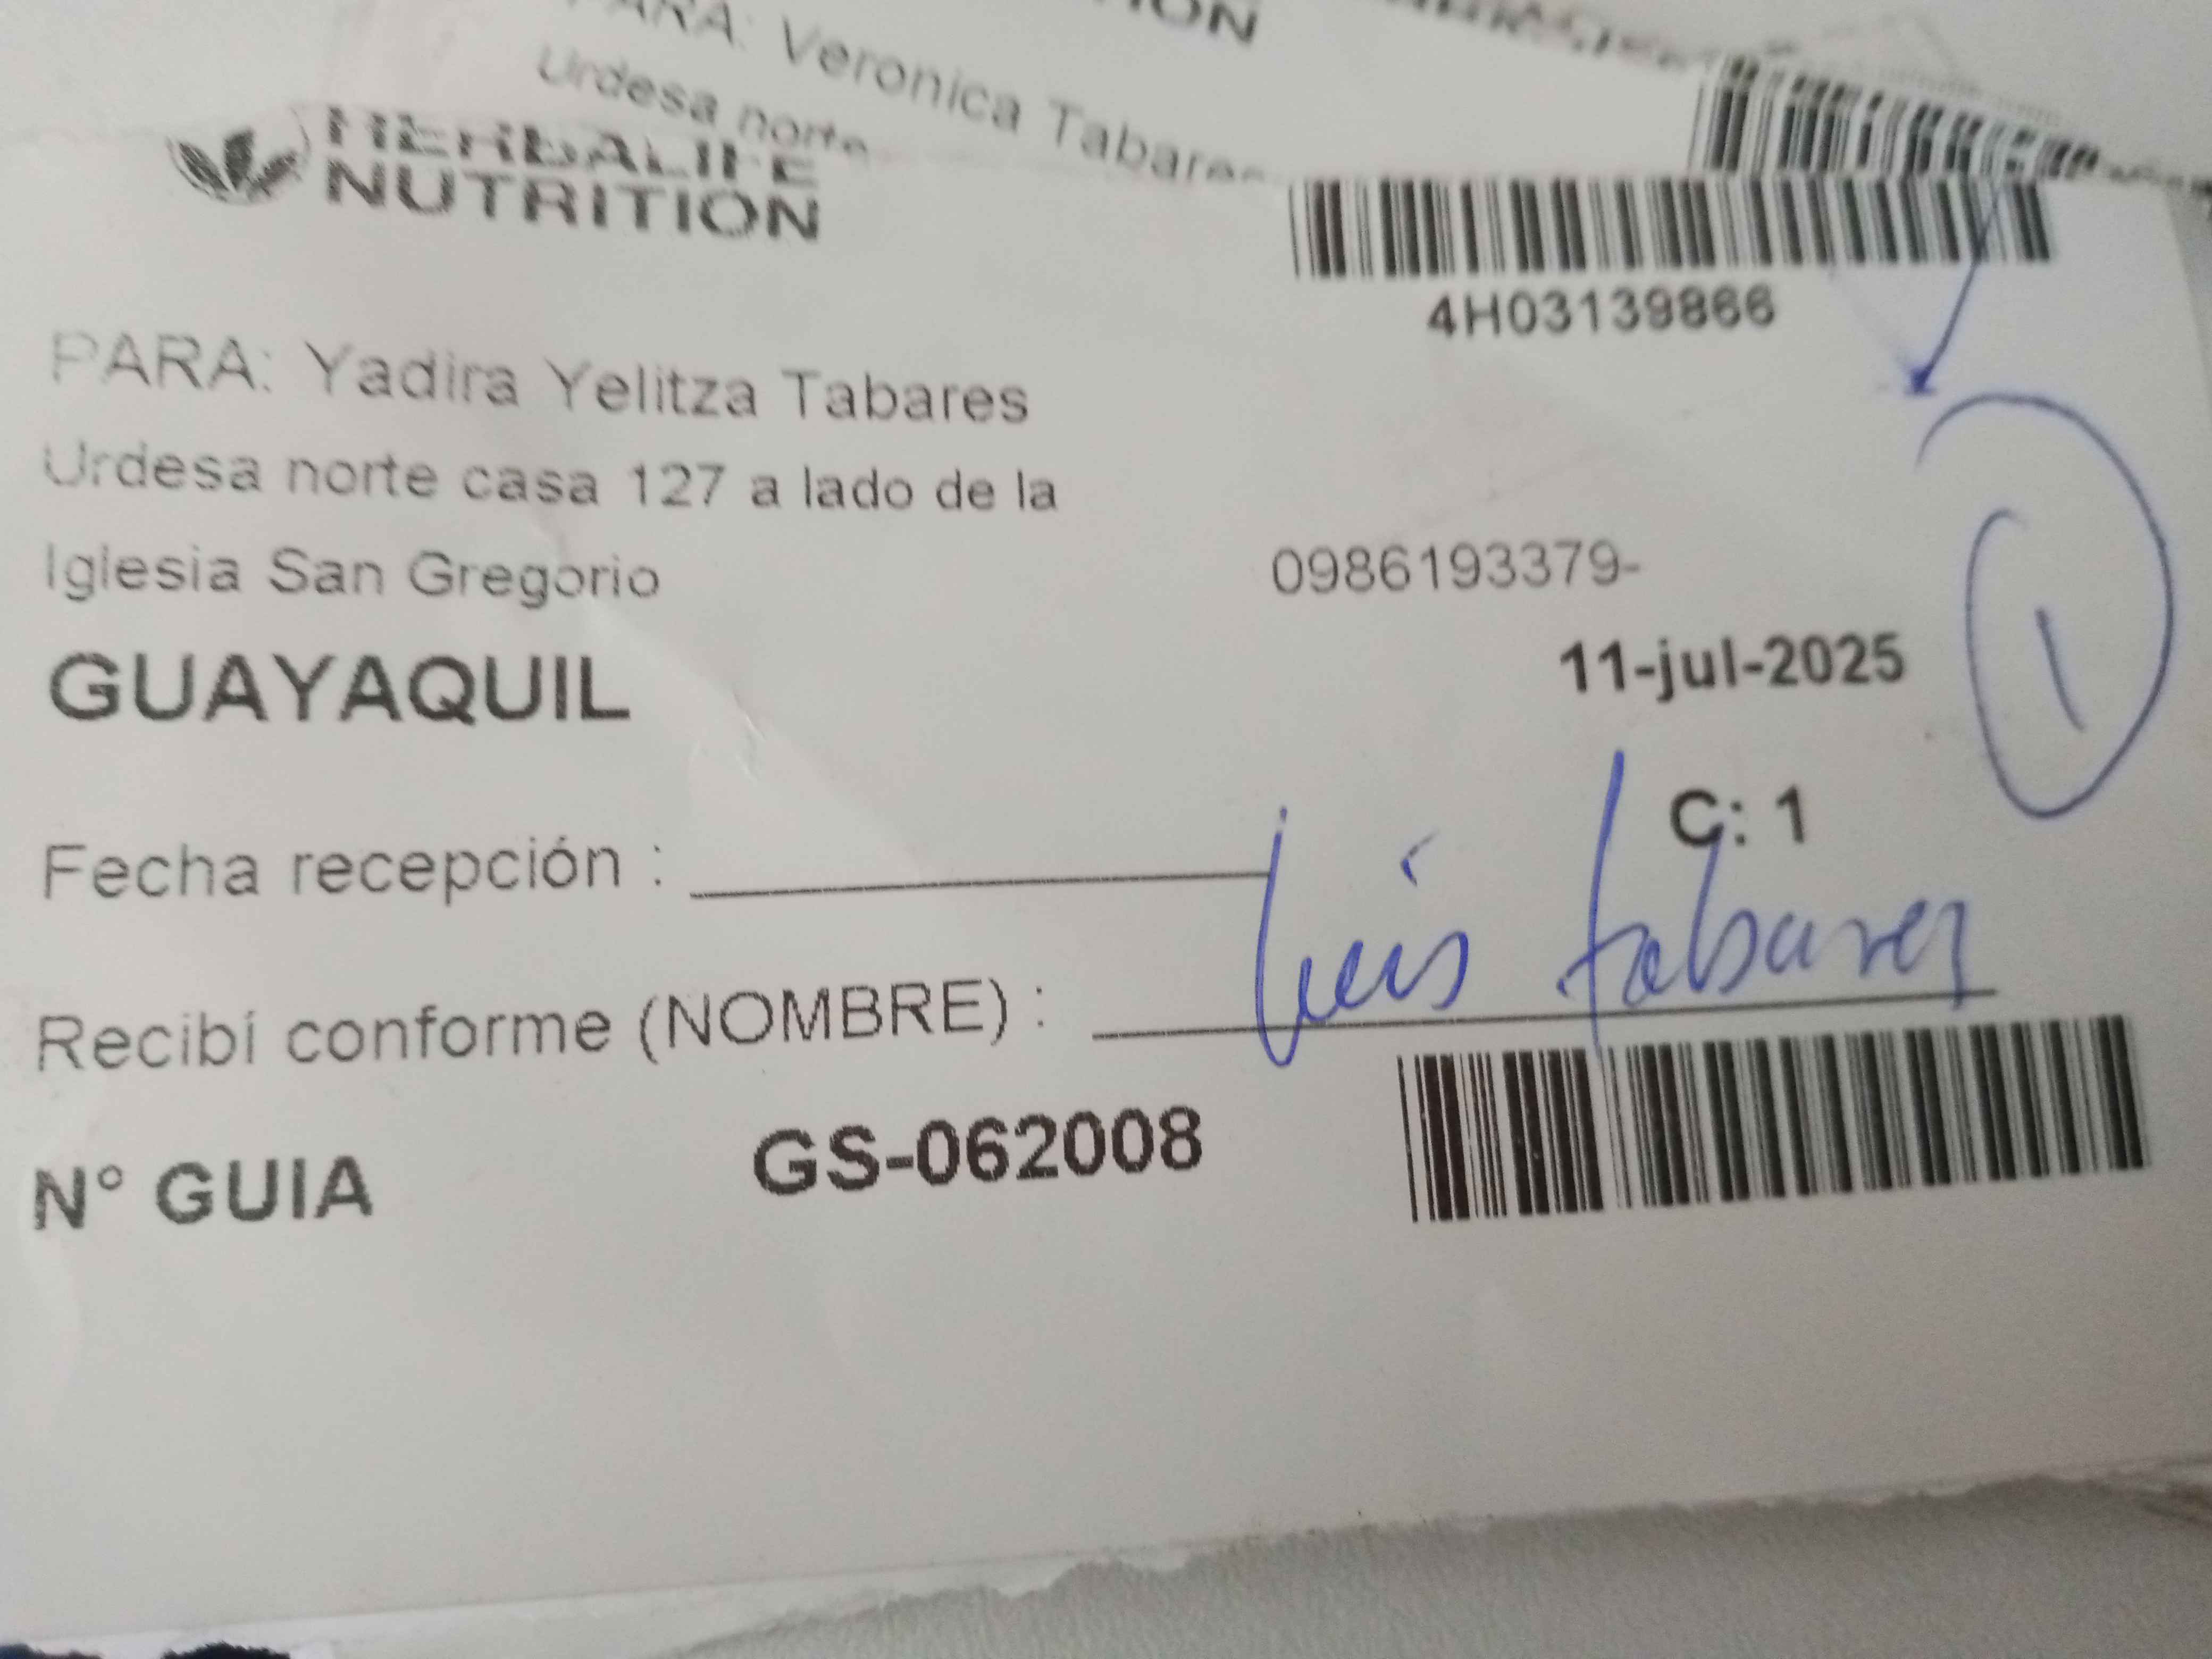 PARA: Veronica Tabares
Urdesa norte
HERBALIFE
NUTRITION
4H03139866
PARA: Yadira Yelitza Tabares
Urdesa norte casa 127 a lado de la
Iglesia San Gregorio
0986193379-
GUAYAQUIL
11-jul-2025
1
C: 1
Fecha recepción :
Recibí conforme (NOMBRE) : Luis tabares
N° GUIA GS-062008